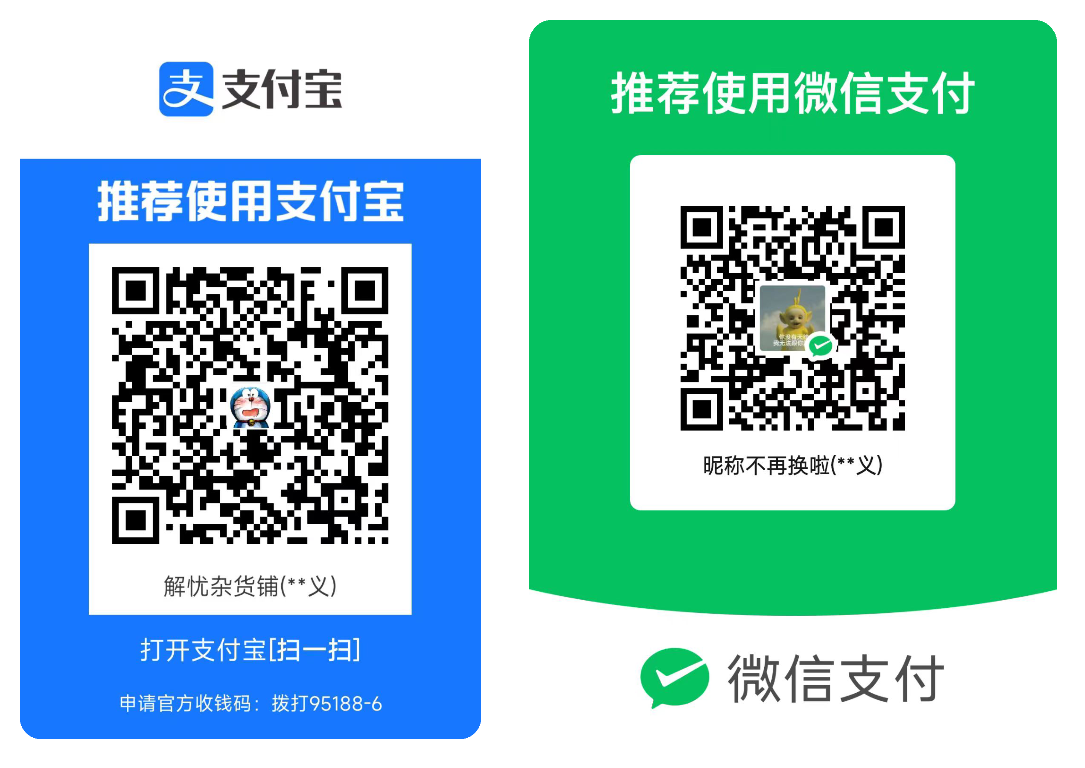 支付宝
推荐使用支付宝
解忧杂货铺(**义)
打开支付宝[扫一扫]
申请官方收钱码：拨打95188-6
推荐使用微信支付
昵称不再换啦(**义)
微信支付